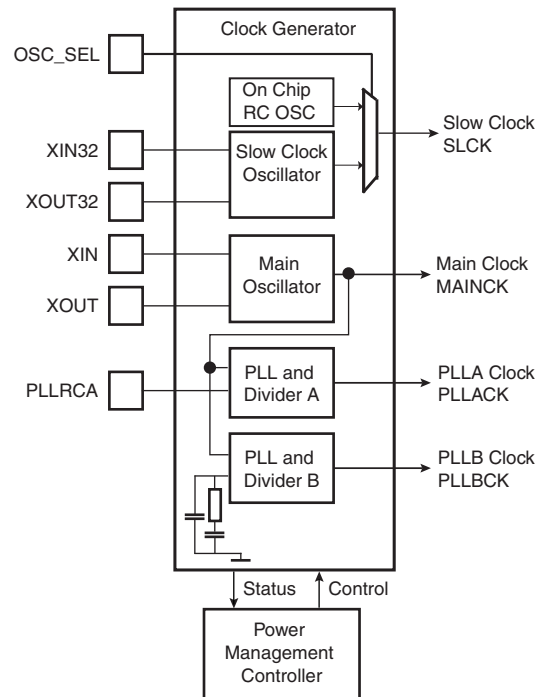 Clock Generator
OSC_SEL
On Chip
RC OSC
Slow Clock
SLCK
XIN32
Slow Clock
Oscillator
XOUT32
XIN
Main
Oscillator
Main Clock
MAINCK
XOUT
PLL and
Divider A
PLLA Clock
PLLACK
PLLRCA
PLL and
Divider B
PLLB Clock
PLLBCK
Status
Control
Power
Management
Controller